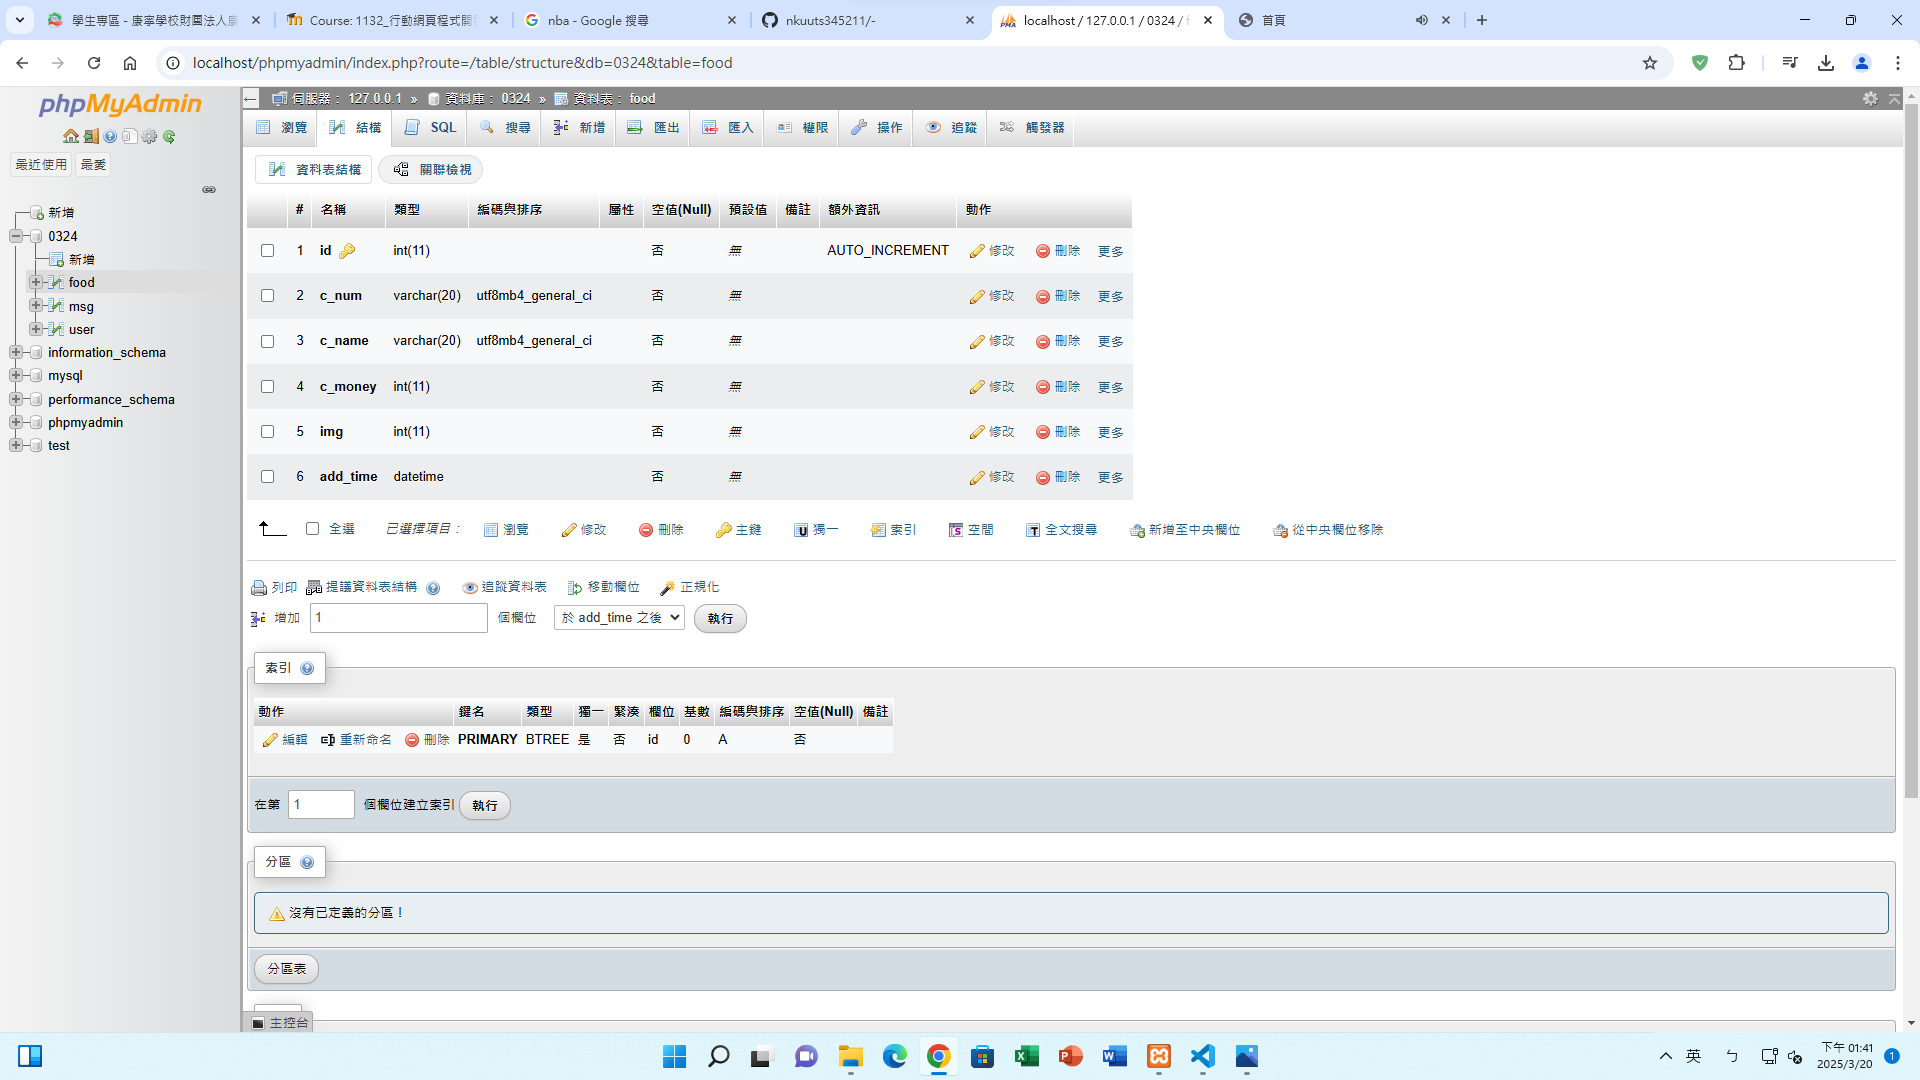 學生專區 - 康寧學校財團法人康
Course: 1132_行動網頁程式開發
nba - Google 搜尋
nkuuts345211/-
localhost / 127.0.0.1 / 0324 / f
首頁
localhost/phpmyadmin/index.php?route=/table/structure&db=0324&table=food
phpMyAdmin
最近使用 最愛
新增
0324
新增
food
msg
user
information_schema
mysql
performance_schema
phpmyadmin
test
伺服器： 127.0.0.1 » 資料庫： 0324 » 資料表： food
瀏覽 結構 SQL 搜尋 新增 匯出 匯入 權限 操作 追蹤 觸發器
資料表結構 關聯檢視
# 名稱 類型 編碼與排序 屬性 空值(Null) 預設值 備註 額外資訊 動作
1 id int(11) 否 無 AUTO_INCREMENT 修改 刪除 更多
2 c_num varchar(20) utf8mb4_general_ci 否 無 修改 刪除 更多
3 c_name varchar(20) utf8mb4_general_ci 否 無 修改 刪除 更多
4 c_money int(11) 否 無 修改 刪除 更多
5 img int(11) 否 無 修改 刪除 更多
6 add_time datetime 否 無 修改 刪除 更多
全選 已選擇項目： 瀏覽 修改 刪除 主鍵 獨一 索引 空間 全文搜尋 新增至中央欄位 從中央欄位移除
列印 提議資料表結構 追蹤資料表 移動欄位 正規化
增加 1 個欄位 於 add_time 之後 執行
索引
動作 鍵名 類型 獨一 緊湊 欄位 基數 編碼與排序 空值(Null) 備註
編輯 重新命名 刪除 PRIMARY BTREE 是 否 id 0 A 否
在第 1 個欄位建立索引 執行
分區
沒有已定義的分區！
分區表
主控台
英 ㄅ
下午 01:41
2025/3/20
1